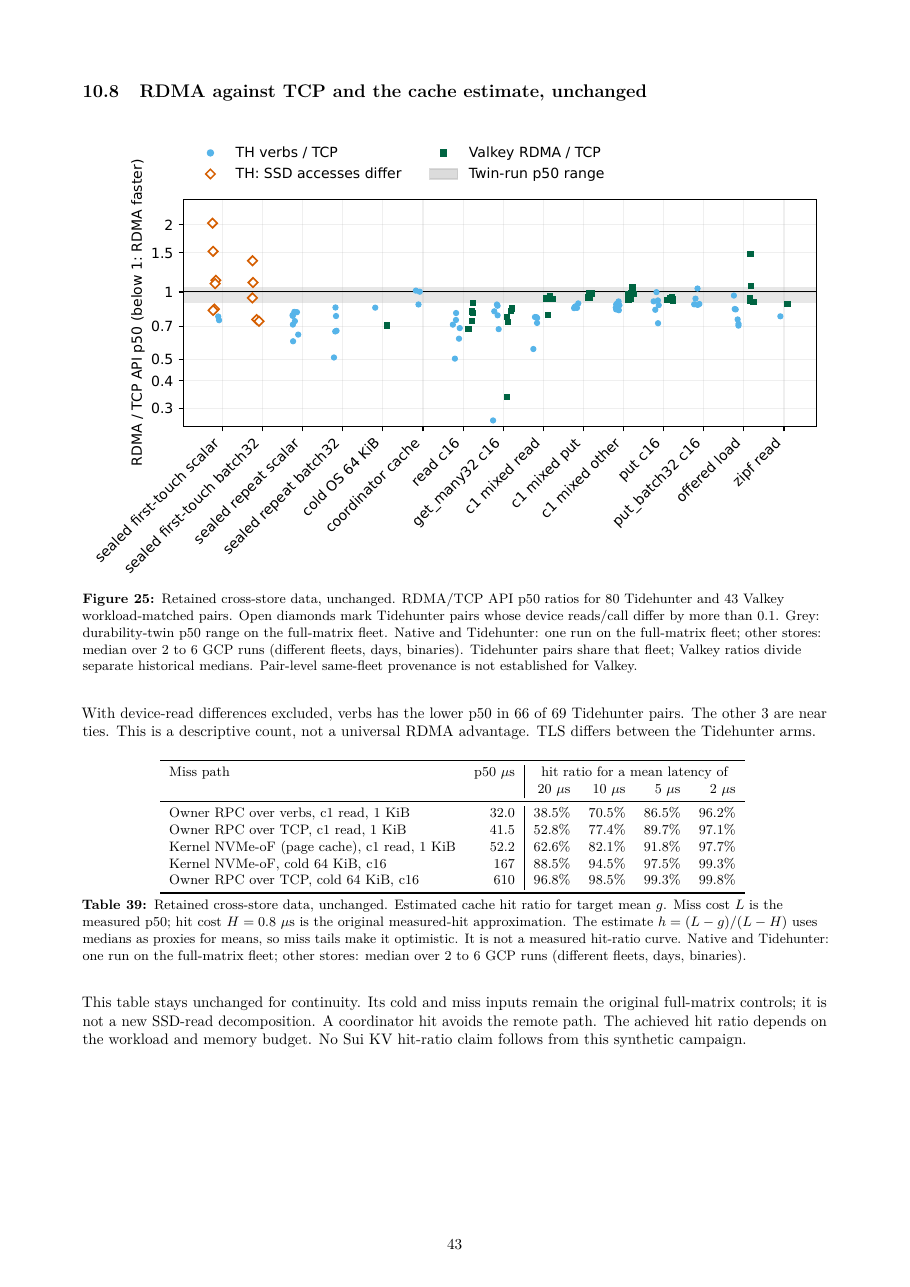 10.8 RDMA against TCP and the cache estimate, unchanged
TH verbs / TCP
TH: SSD accesses differ
Valkey RDMA / TCP
Twin-run p50 range
RDMA / TCP API p50 (below 1: RDMA faster)
2
1.5
1
0.7
0.5
0.4
0.3
sealed first-touch scalar
sealed first-touch batch32
sealed repeat scalar
sealed repeat batch32
cold OS 64 KiB
coordinator cache
read c16
get_many32 c16
c1 mixed read
c1 mixed put
c1 mixed other
put c16
put_batch32 c16
offered load
zipf read
Figure 25: Retained cross-store data, unchanged. RDMA/TCP API p50 ratios for 80 Tidehunter and 43 Valkey
workload-matched pairs. Open diamonds mark Tidehunter pairs whose device reads/call differ by more than 0.1. Grey:
durability-twin p50 range on the full-matrix fleet. Native and Tidehunter: one run on the full-matrix fleet; other stores:
median over 2 to 6 GCP runs (different fleets, days, binaries). Tidehunter pairs share that fleet; Valkey ratios divide
separate historical medians. Pair-level same-fleet provenance is not established for Valkey.
With device-read differences excluded, verbs has the lower p50 in 66 of 69 Tidehunter pairs. The other 3 are near
ties. This is a descriptive count, not a universal RDMA advantage. TLS differs between the Tidehunter arms.
Miss path p50 μs hit ratio for a mean latency of
20 μs 10 μs 5 μs 2 μs
Owner RPC over verbs, c1 read, 1 KiB 32.0 38.5% 70.5% 86.5% 96.2%
Owner RPC over TCP, c1 read, 1 KiB 41.5 52.8% 77.4% 89.7% 97.1%
Kernel NVMe-oF (page cache), c1 read, 1 KiB 52.2 62.6% 82.1% 91.8% 97.7%
Kernel NVMe-oF, cold 64 KiB, c16 167 88.5% 94.5% 97.5% 99.3%
Owner RPC over TCP, cold 64 KiB, c16 610 96.8% 98.5% 99.3% 99.8%
Table 39: Retained cross-store data, unchanged. Estimated cache hit ratio for target mean g. Miss cost L is the
measured p50; hit cost H = 0.8 μs is the original measured-hit approximation. The estimate h = (L − g)/(L − H) uses
medians as proxies for means, so miss tails make it optimistic. It is not a measured hit-ratio curve. Native and Tidehunter:
one run on the full-matrix fleet; other stores: median over 2 to 6 GCP runs (different fleets, days, binaries).
This table stays unchanged for continuity. Its cold and miss inputs remain the original full-matrix controls; it is
not a new SSD-read decomposition. A coordinator hit avoids the remote path. The achieved hit ratio depends on
the workload and memory budget. No Sui KV hit-ratio claim follows from this synthetic campaign.
43